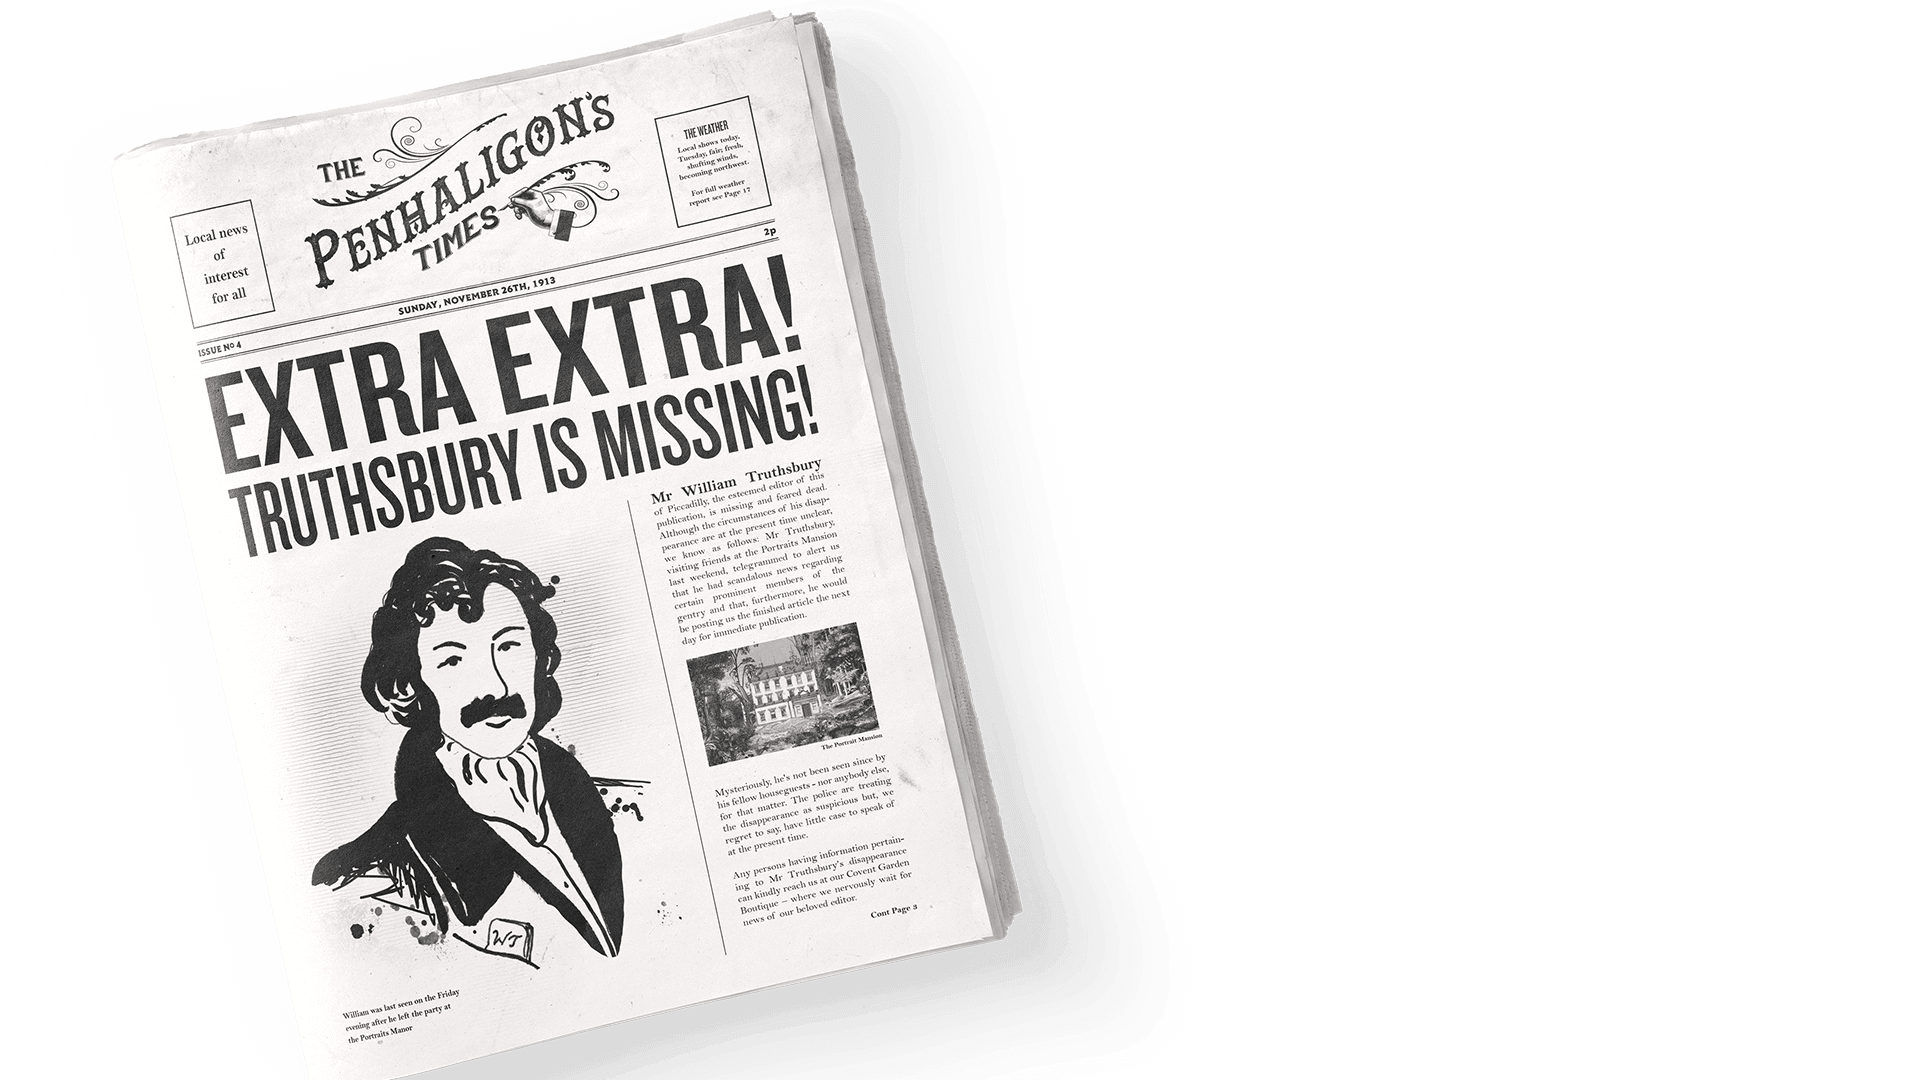 THE
PENHALIGON'S
TIMES
Local news
of
interest
for all
THE WEATHER
Local shows today,
Tuesday, fair; fresh,
shufting winds,
becoming northwest.
For full weather
report see Page 17
ISSUE Nº 4
SUNDAY, NOVEMBER 26TH, 1913
2p
EXTRA EXTRA!
TRUTHSBURY IS MISSING!
Mr William Truthsbury
of Piccadilly, the esteemed editor of this
publication, is missing and feared dead.
Although the circumstances of his disap-
pearance are at the present time unclear,
we know as follows: Mr Truthsbury,
visiting friends at the Portraits Mansion
last weekend, telegrammed to alert us
that he had scandalous news regarding
certain prominent members of the
gentry and that, furthermore, he would
be posting us the finished article the next
day for immediate publication.
The Portrait Mansion
Mysteriously, he's not been seen since by
his fellow houseguests - nor anybody else,
for that matter. The police are treating
the disappearance as suspicious but, we
regret to say, have little case to speak of
at the present time.
Any persons having information pertain-
ing to Mr Truthsbury's disappearance
can kindly reach us at our Covent Garden
Boutique – where we nervously wait for
news of our beloved editor.
Cont Page 3
WT
William was last seen on the Friday
evening after he left the party at
the Portraits Manor